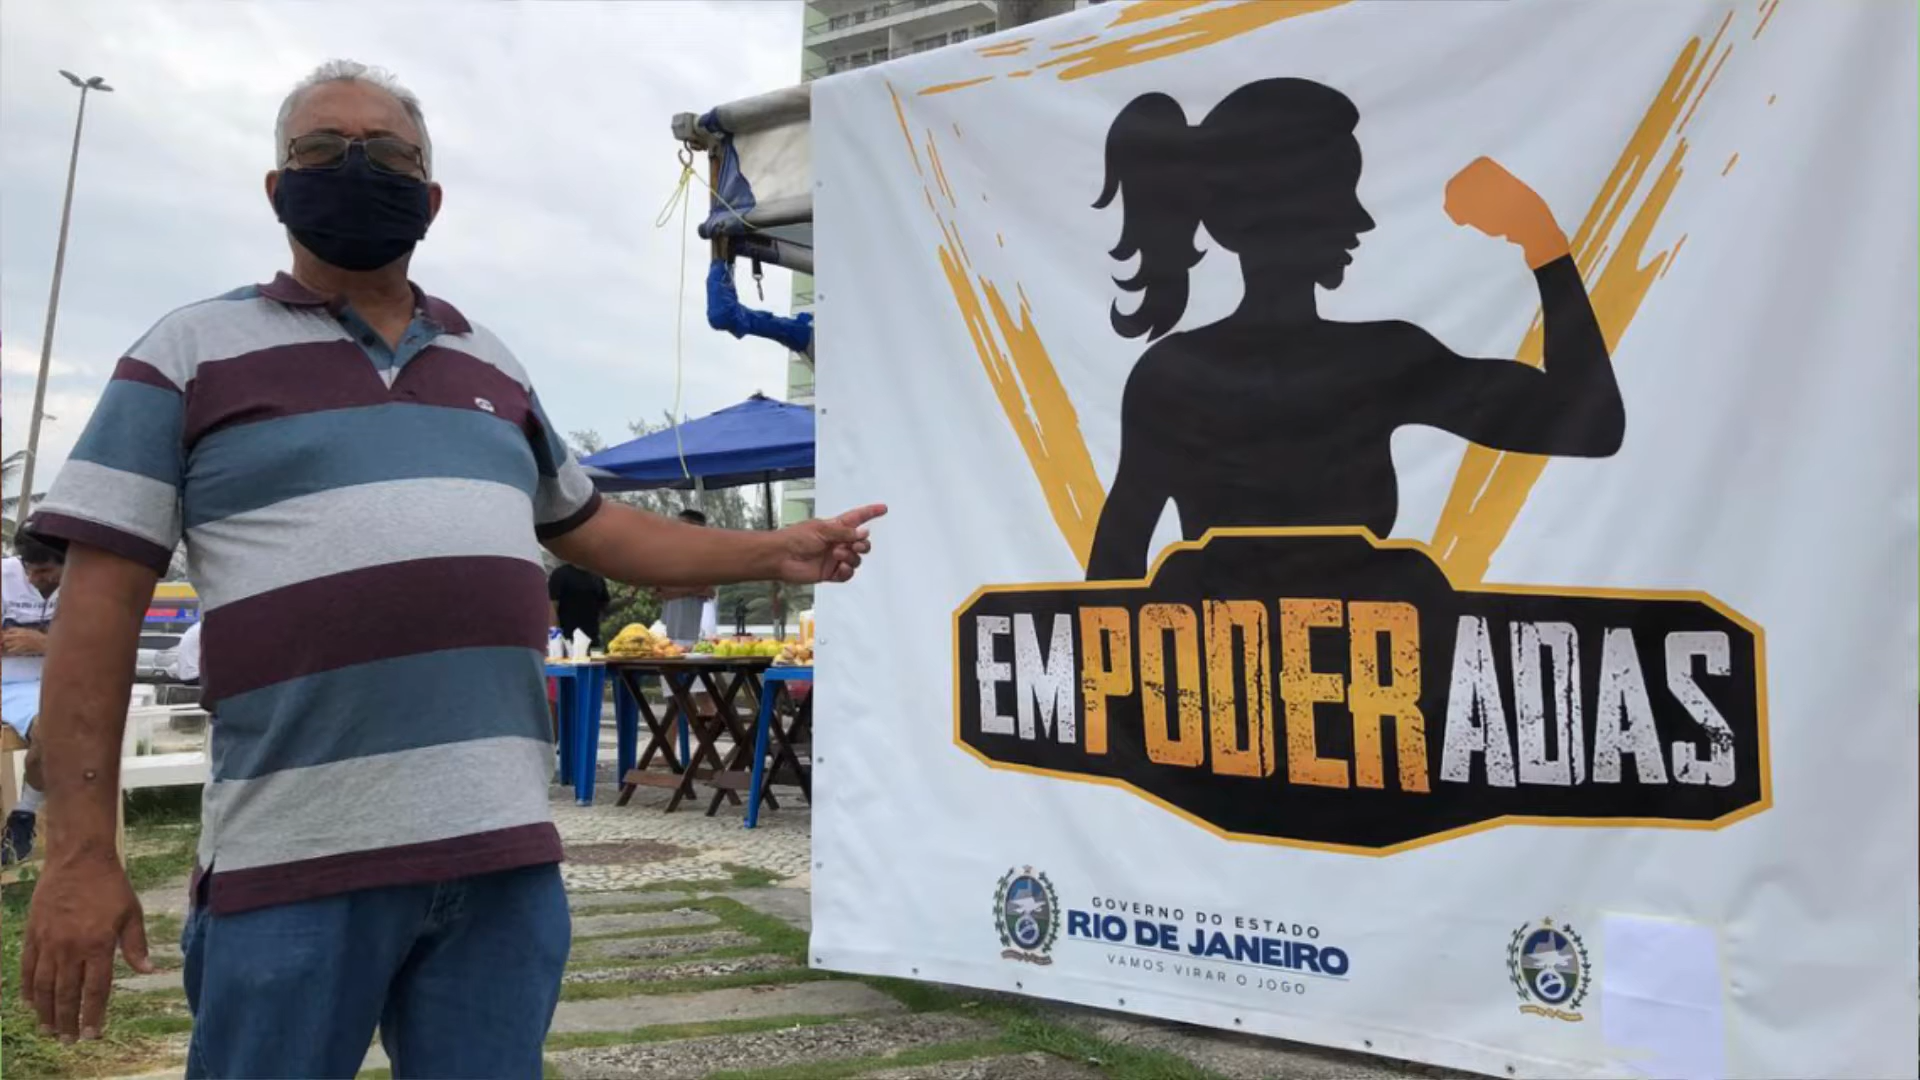 EMPODERADAS
GOVERNO DO ESTADO
RIO DE JANEIRO
VAMOS VIRAR O JOGO